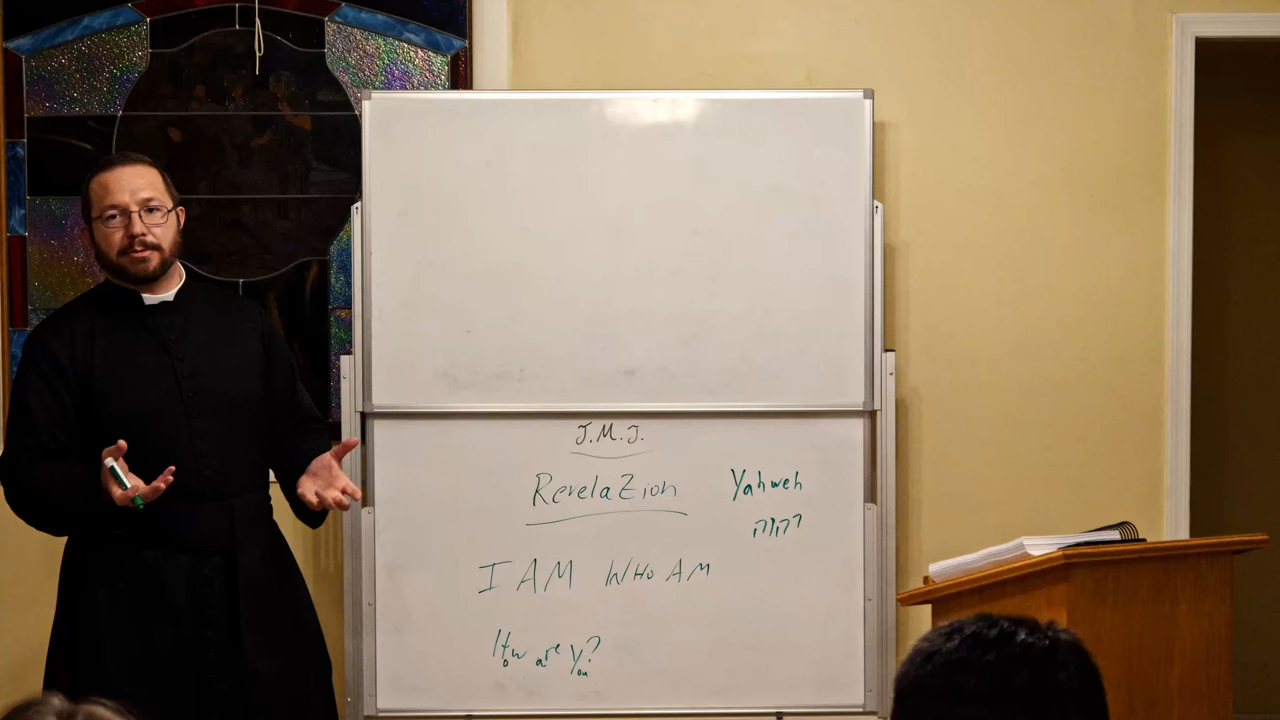 J.M.J.
RevelaZion
Yahweh
יהוה
I AM WHO AM
How are you?